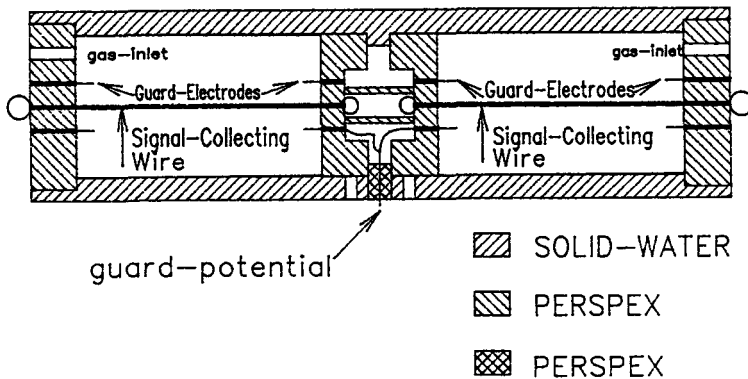 gas-inlet
gas-inlet
Guard-Electrodes
Guard-Electrodes
Signal-Collecting
Wire
Signal-Collecting
Wire
guard-potential
SOLID-WATER
PERSPEX
PERSPEX